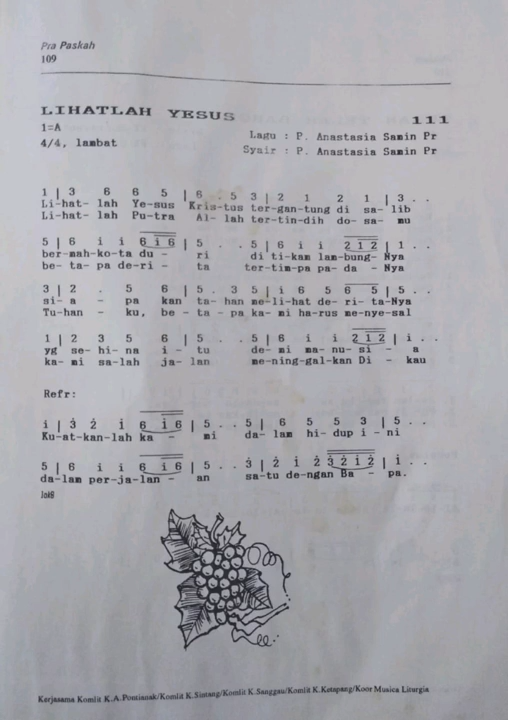 Pra Paskah
109
LIHATLAH YESUS 111
1=A
Lagu : P. Anastasia Samin Pr
4/4, lambat
Syair : P. Anastasia Samin Pr
1 | 3 6 6 5 | 6 . 5 3 | 2 1 2 1 | 3 . .
Li-hat- lah Ye-sus Kris-tus ter-gan-tung di sa- lib
Li-hat- lah Pu-tra Al- lah ter-tin-dih do- sa- mu
5 | 6 i i 6 i 6 | 5 . . 5 | 6 i i 2 1 2 | 1 . .
ber-mah-ko-ta du - ri di ti-kam lam-bung- Nya
be- ta- pa de-ri - ta ter-tim-pa pa- da - Nya
3 | 2 . 5 6 | 5 . 3 5 | i 6 5 6 5 | 5 . .
si- a - pa kan ta- han me-li-hat de- ri- ta-Nya
Tu-han - ku, be - ta - pa ka- mi ha-rus me-nye-sal
1 | 2 3 5 6 | 5 . . 5 | 6 i i 2 1 2 | i . .
yg se- hi- na i - tu de- mi ma- nu- si - a
ka- mi sa-lah ja- lan me-ning-gal-kan Di - kau
Refr:
i | 3 2 i 6 i 6 | 5 . . 5 | 6 5 5 3 | 5 . .
Ku-at-kan-lah ka - mi da- lam hi- dup i - ni
5 | 6 i i 6 i 6 | 5 . . 3 | 2 i 2 3 2 1 2 | i . .
da-lam per-ja-lan - an sa-tu de-ngan Ba - pa.
Kerjasama Komlit K.A.Pontianak/Komlit K.Sintang/Komlit K.Sanggau/Komlit K.Ketapang/Koor Musica Liturgia